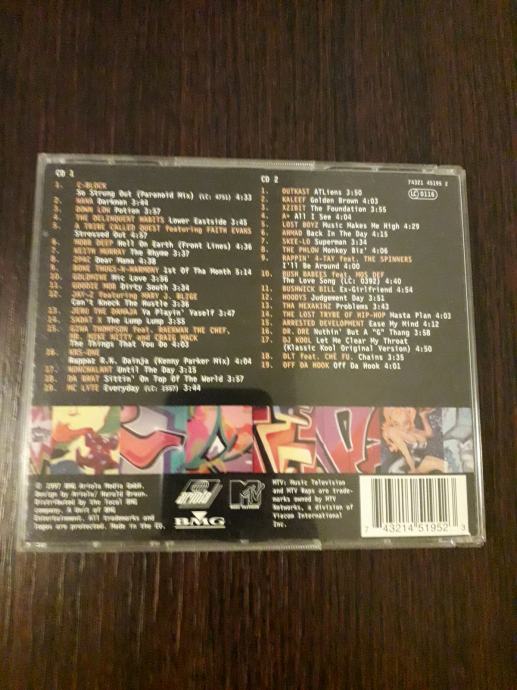 CD 1
1. C-BLOCK
So Strung Out (Paranoid Mix) (LC: 4751) 4:33
2. NANA Darkman 3:44
3. DOWN LOW Potion 3:57
4. THE DELINQUENT HABITS Lower Eastside 3:45
5. A TRIBE CALLED QUEST featuring FAITH EVANS
Stressed Out 4:57
6. MOBB DEEP Hell On Earth (Front Lines) 4:36
7. KEITH MURRAY The Rhyme 3:37
8. 2PAC Dear Mama 4:38
9. BONE THUGS-N-HARMONY 1st Of Tha Month 5:14
10. GOLDMINE Mic Love 3:56
11. GOODIE MOB Dirty South 3:34
12. JAY-Z featuring MARY J. BLIGE
Can't Knock The Hustle 3:36
13. JERU THE DAMAJA Ya Playin' Yaself 3:47
14. SADAT X The Lump Lump 3:55
15. GINA THOMPSON feat. SHERMAN THE CHEF,
MR. MIKE NITTY and CRAIG MACK
The Things That You Do 4:03
16. KRS-ONE
Rappaz R.N. Dainja (Kenny Parker Mix) 4:04
17. NONCHALANT Until The Day 3:15
18. DA BRAT Sittin' On Top Of The World 3:57
19. MC LYTE Everyday (LC: 1557) 3:44
CD 2
74321 45195 2
LC 0116
1. OUTKAST ATLiens 3:50
2. KALEEF Golden Brown 4:03
3. XZIBIT The Foundation 3:55
4. A+ All I See 4:04
5. LOST BOYZ Music Makes Me High 4:29
6. AHMAD Back In The Day 4:15
7. SKEE-LO Superman 3:34
8. THE PHLOW Monkey Biz' 4:06
9. RAPPIN' 4-TAY feat. THE SPINNERS
I'll Be Around 4:00
10. BUSH BABEES feat. MOS DEF
The Love Song (LC: 0392) 4:40
11. BUSHWICK BILL Ex-Girlfriend 4:54
12. HOODYS Judgement Day 3:51
13. THA MEXAKINZ Problems 3:43
14. THE LOST TRYBE OF HIP-HOP Masta Plan 4:03
15. ARRESTED DEVELOPMENT Ease My Mind 4:12
16. DR. DRE Nuthin' But A "G" Thang 3:58
17. DJ KOOL Let Me Clear My Throat
(Klassic Kool Original Version) 4:50
18. DLT feat. CHE FU. Chains 3:35
19. OFF DA HOOK Off Da Hook 4:01
© 1997 BMG Ariola Media GmbH.
Design by Ariola/ Harald Braun.
Distributed by the local BMG
company. A Unit of BMG
Entertainment. All trademarks and
logos are protected. Made in the EU.
ariola
BMG
MTV
MTV: Music Television
and MTV Raps are trade-
marks owned by MTV
Networks, a division of
Viacom International
Inc.
7 43214 51952 3